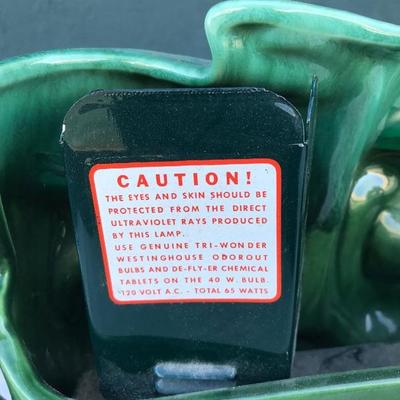 CAUTION!
THE EYES AND SKIN SHOULD BE
PROTECTED FROM THE DIRECT
ULTRAVIOLET RAYS PRODUCED
BY THIS LAMP.
USE GENUINE TRI-WONDER
WESTINGHOUSE ODOROUT
BULBS AND DE-FLY-ER CHEMICAL
TABLETS ON THE 40 W. BULB.
120 VOLT A.C. - TOTAL 65 WATTS